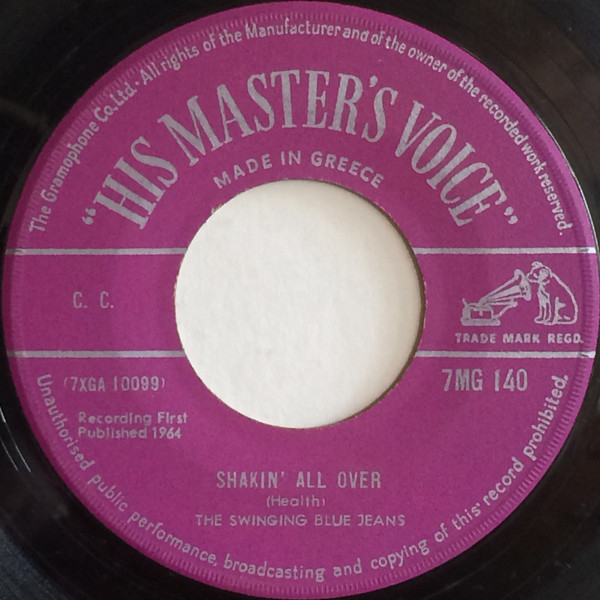 The Gramophone Co. Ltd. · All rights of the Manufacturer and of the owner of the recorded work reserved.
"HIS MASTER'S VOICE"
MADE IN GREECE
C. C.
TRADE MARK REGD.
(7XGA 10099)
7MG 140
Recording First
Published 1964
SHAKIN' ALL OVER
(Health)
THE SWINGING BLUE JEANS
Unauthorised public performance, broadcasting and copying of this record prohibited.